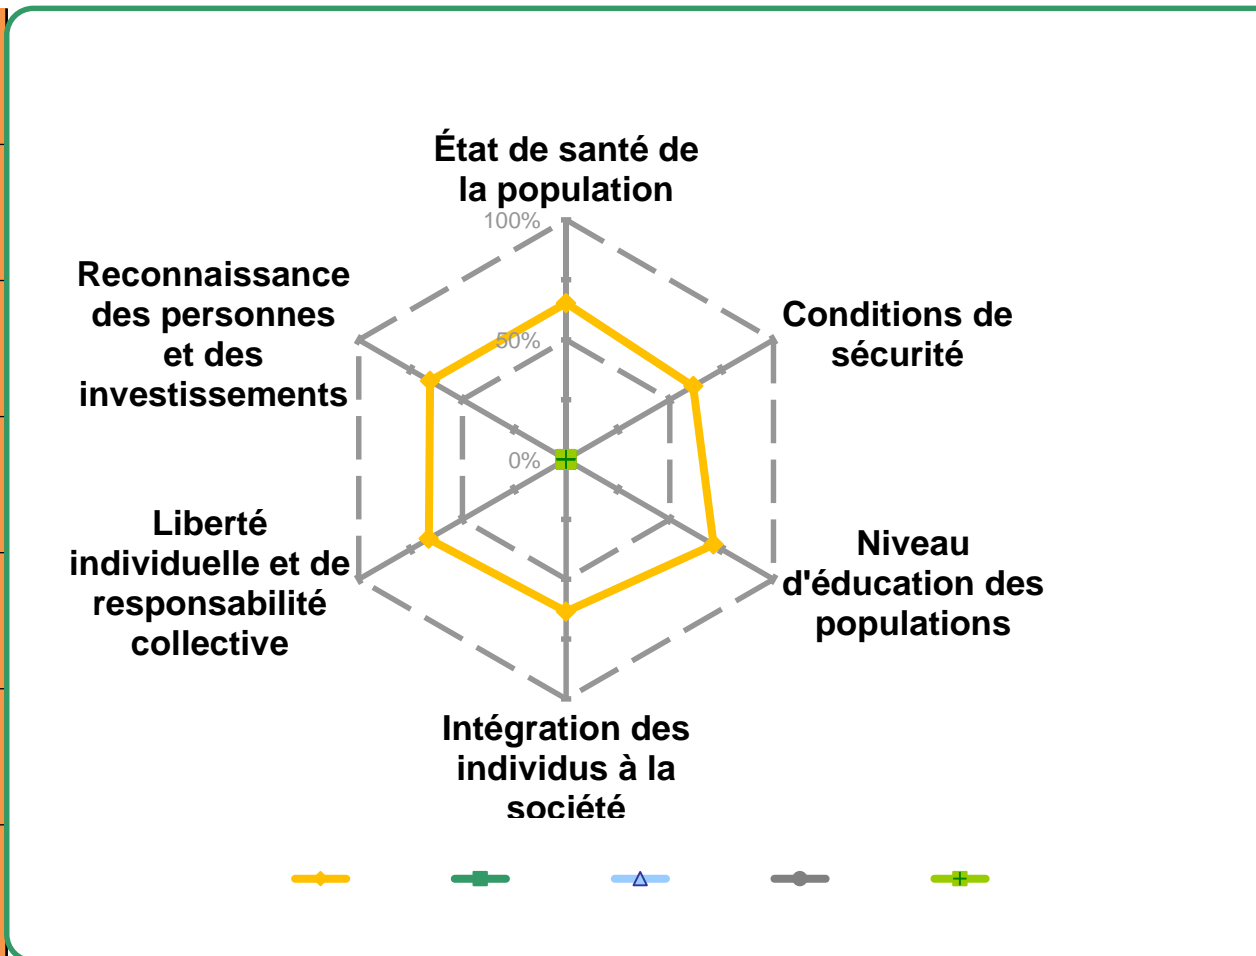 État de santé de
la population
100%
Reconnaissance
des personnes
et des
investissements
Conditions de
sécurité
50%
0%
Liberté
individuelle et de
responsabilité
collective
Niveau
d'éducation des
populations
Intégration des
individus à la
société